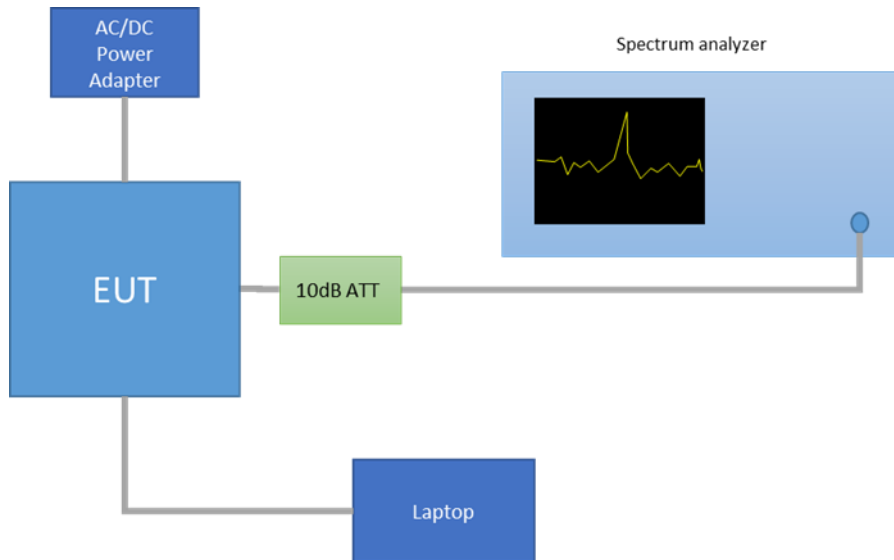 AC/DC
Power
Adapter
Spectrum analyzer
EUT
10dB ATT
Laptop